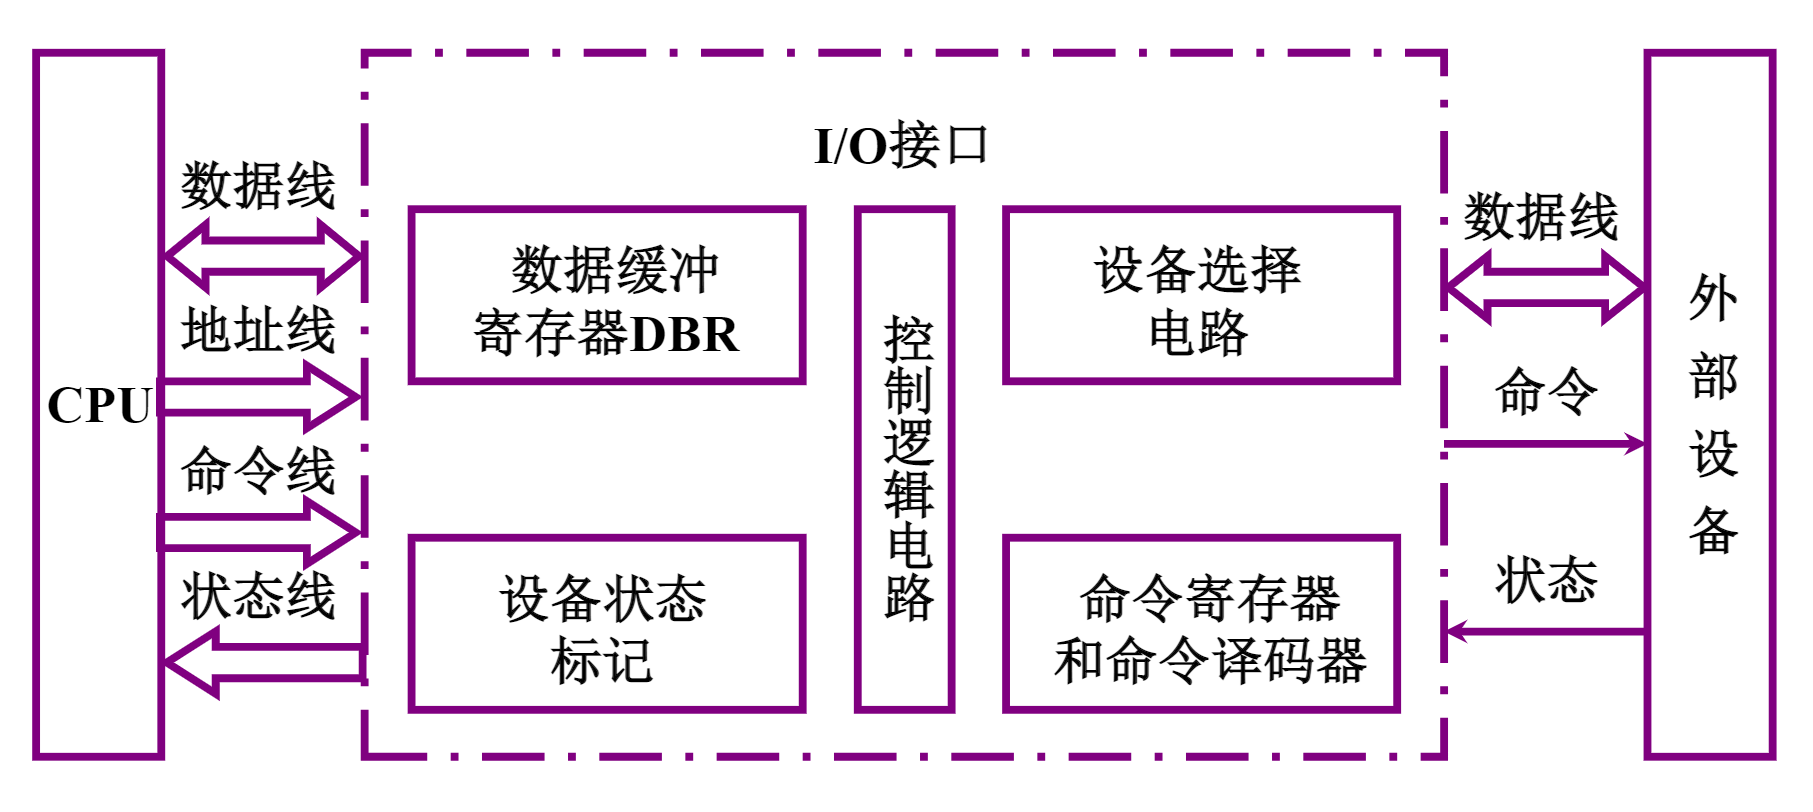 I/O接口
CPU
数据线
地址线
命令线
状态线
数据缓冲
寄存器DBR
设备状态
标记
控制逻辑电路
设备选择
电路
命令寄存器
和命令译码器
数据线
命令
状态
外部设备